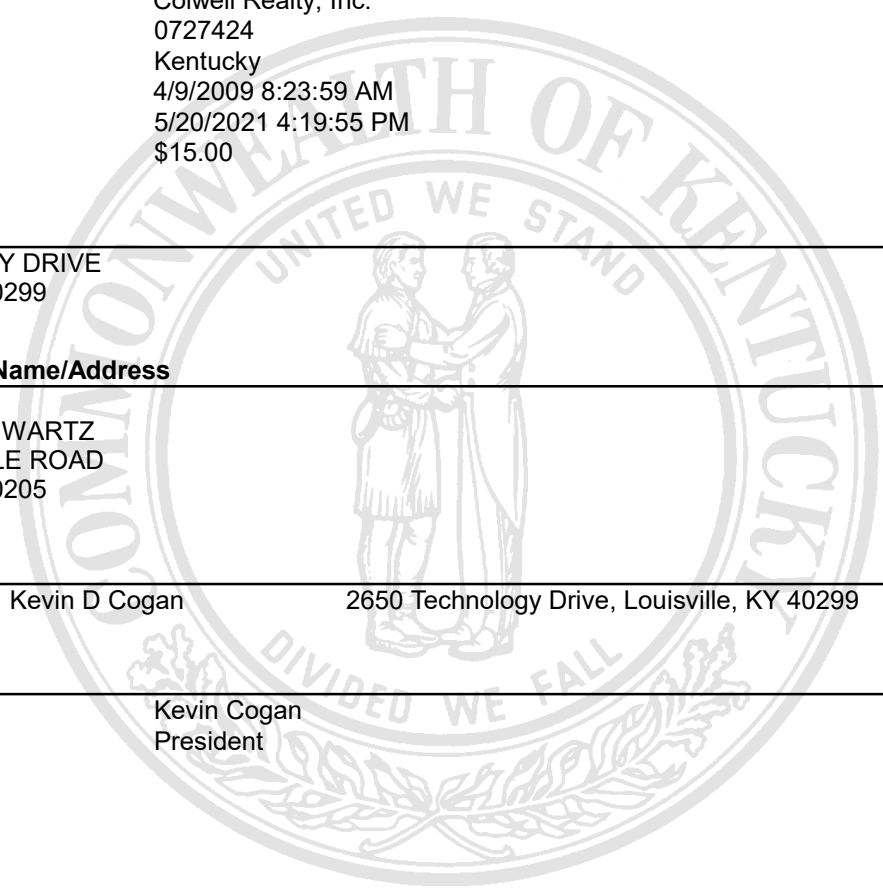 Colwell Realty, Inc.
0727424
Kentucky
4/9/2009 8:23:59 AM
5/20/2021 4:19:55 PM
$15.00
Y DRIVE
0299
Name/Address
WARTZ
LE ROAD
0205
Kevin D Cogan 2650 Technology Drive, Louisville, KY 40299
Kevin Cogan
President
COMMONWEALTH OF KENTUCKY
UNITED WE STAND
DIVIDED WE FALL